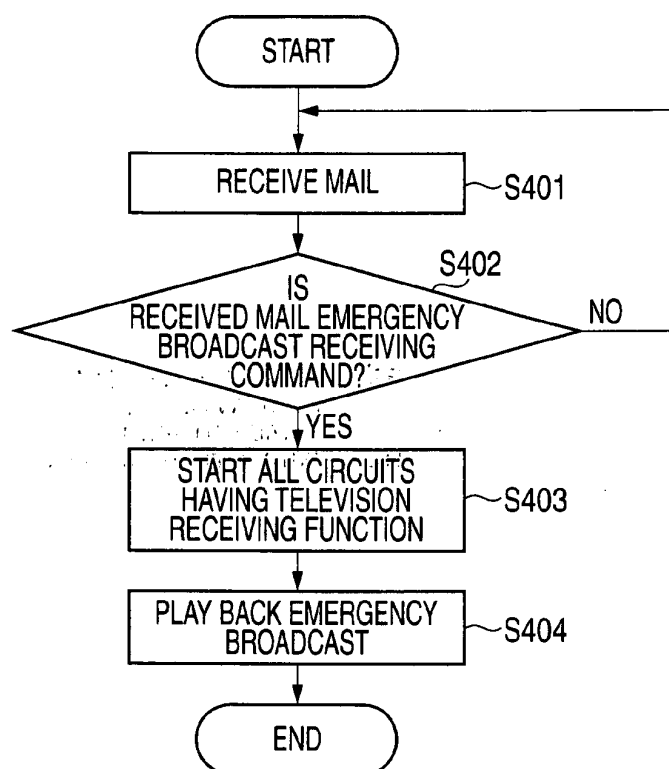 START
RECEIVE MAIL
S401
S402
IS
RECEIVED MAIL EMERGENCY
BROADCAST RECEIVING
COMMAND?
NO
YES
START ALL CIRCUITS
HAVING TELEVISION
RECEIVING FUNCTION
S403
PLAY BACK EMERGENCY
BROADCAST
S404
END